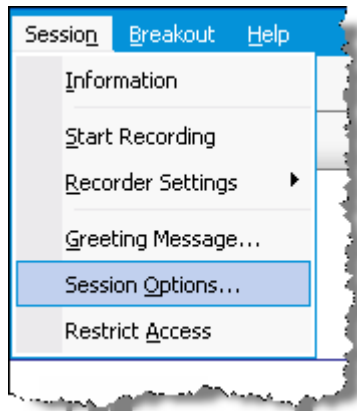 Session Breakout Help
Information
Start Recording
Recorder Settings
Greeting Message...
Session Options...
Restrict Access